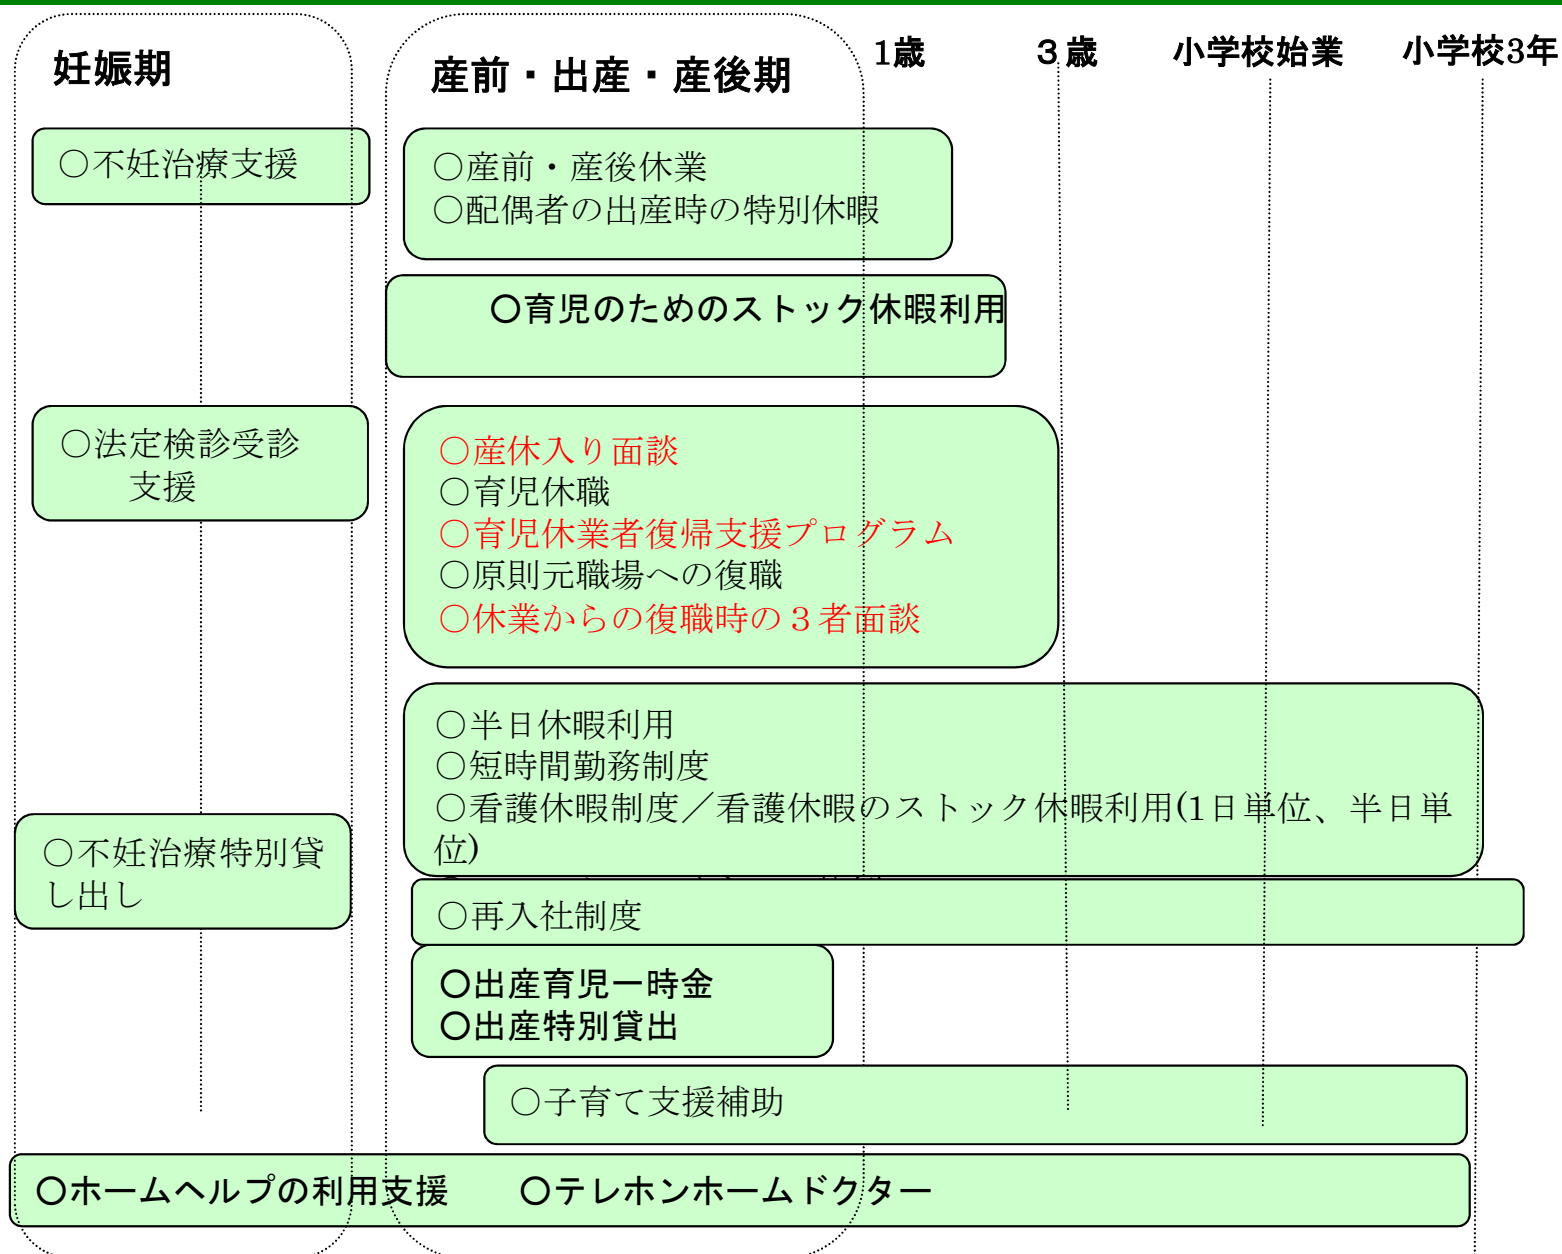 妊娠期
産前・出産・産後期
1歳
３歳
小学校始業
小学校3年
○不妊治療支援
○産前・産後休業
○配偶者の出産時の特別休暇
○育児のためのストック休暇利用
○法定検診受診
支援
○産休入り面談
○育児休職
○育児休業者復帰支援プログラム
○原則元職場への復職
○休業からの復職時の３者面談
○半日休暇利用
○短時間勤務制度
○看護休暇制度／看護休暇のストック休暇利用(1日単位、半日単
位)
○不妊治療特別貸
し出し
○再入社制度
○出産育児一時金
○出産特別貸出
○子育て支援補助
○ホームヘルプの利用支援　　○テレホンホームドクター